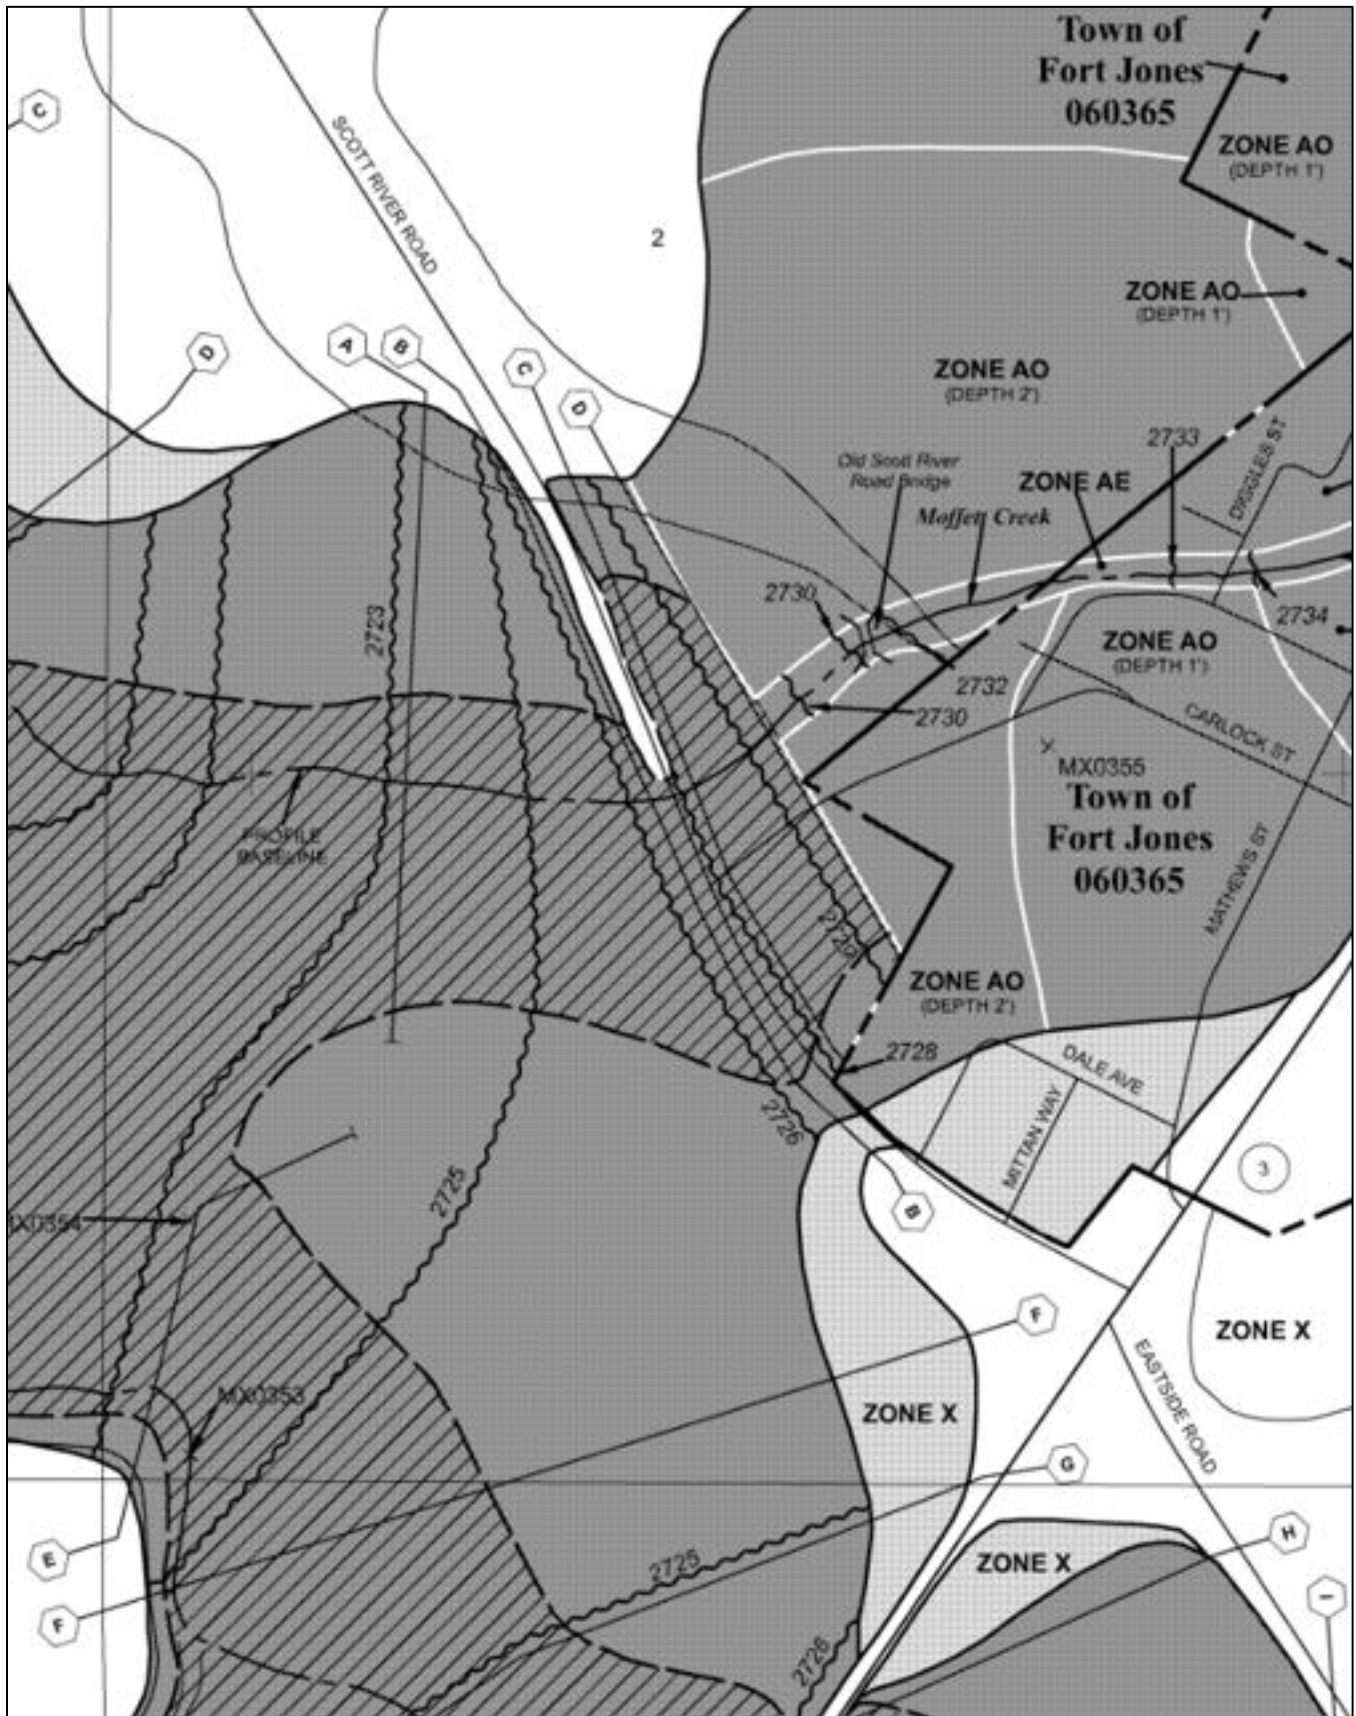 Town of
Fort Jones
060365
ZONE AO
(DEPTH 1')
C
SCOTT RIVER ROAD
2
ZONE AO
(DEPTH 1')
D
A
B
C
D
ZONE AO
(DEPTH 2')
2733
DIGGLES ST
Old Scott River
Road Bridge
ZONE AE
Moffett Creek
2730
2734
2723
ZONE AO
(DEPTH 1')
2732
2730
CARLOCK ST
MX0355
Town of
Fort Jones
060365
PROFILE
BASELINE
MATHEWS ST
2729
ZONE AO
(DEPTH 2')
2728
DALE AVE
2726
MITTAN WAY
3
2725
B
MX0354
F
ZONE X
EASTSIDE ROAD
MX0353
ZONE X
G
E
H
2725
ZONE X
F
I
2726